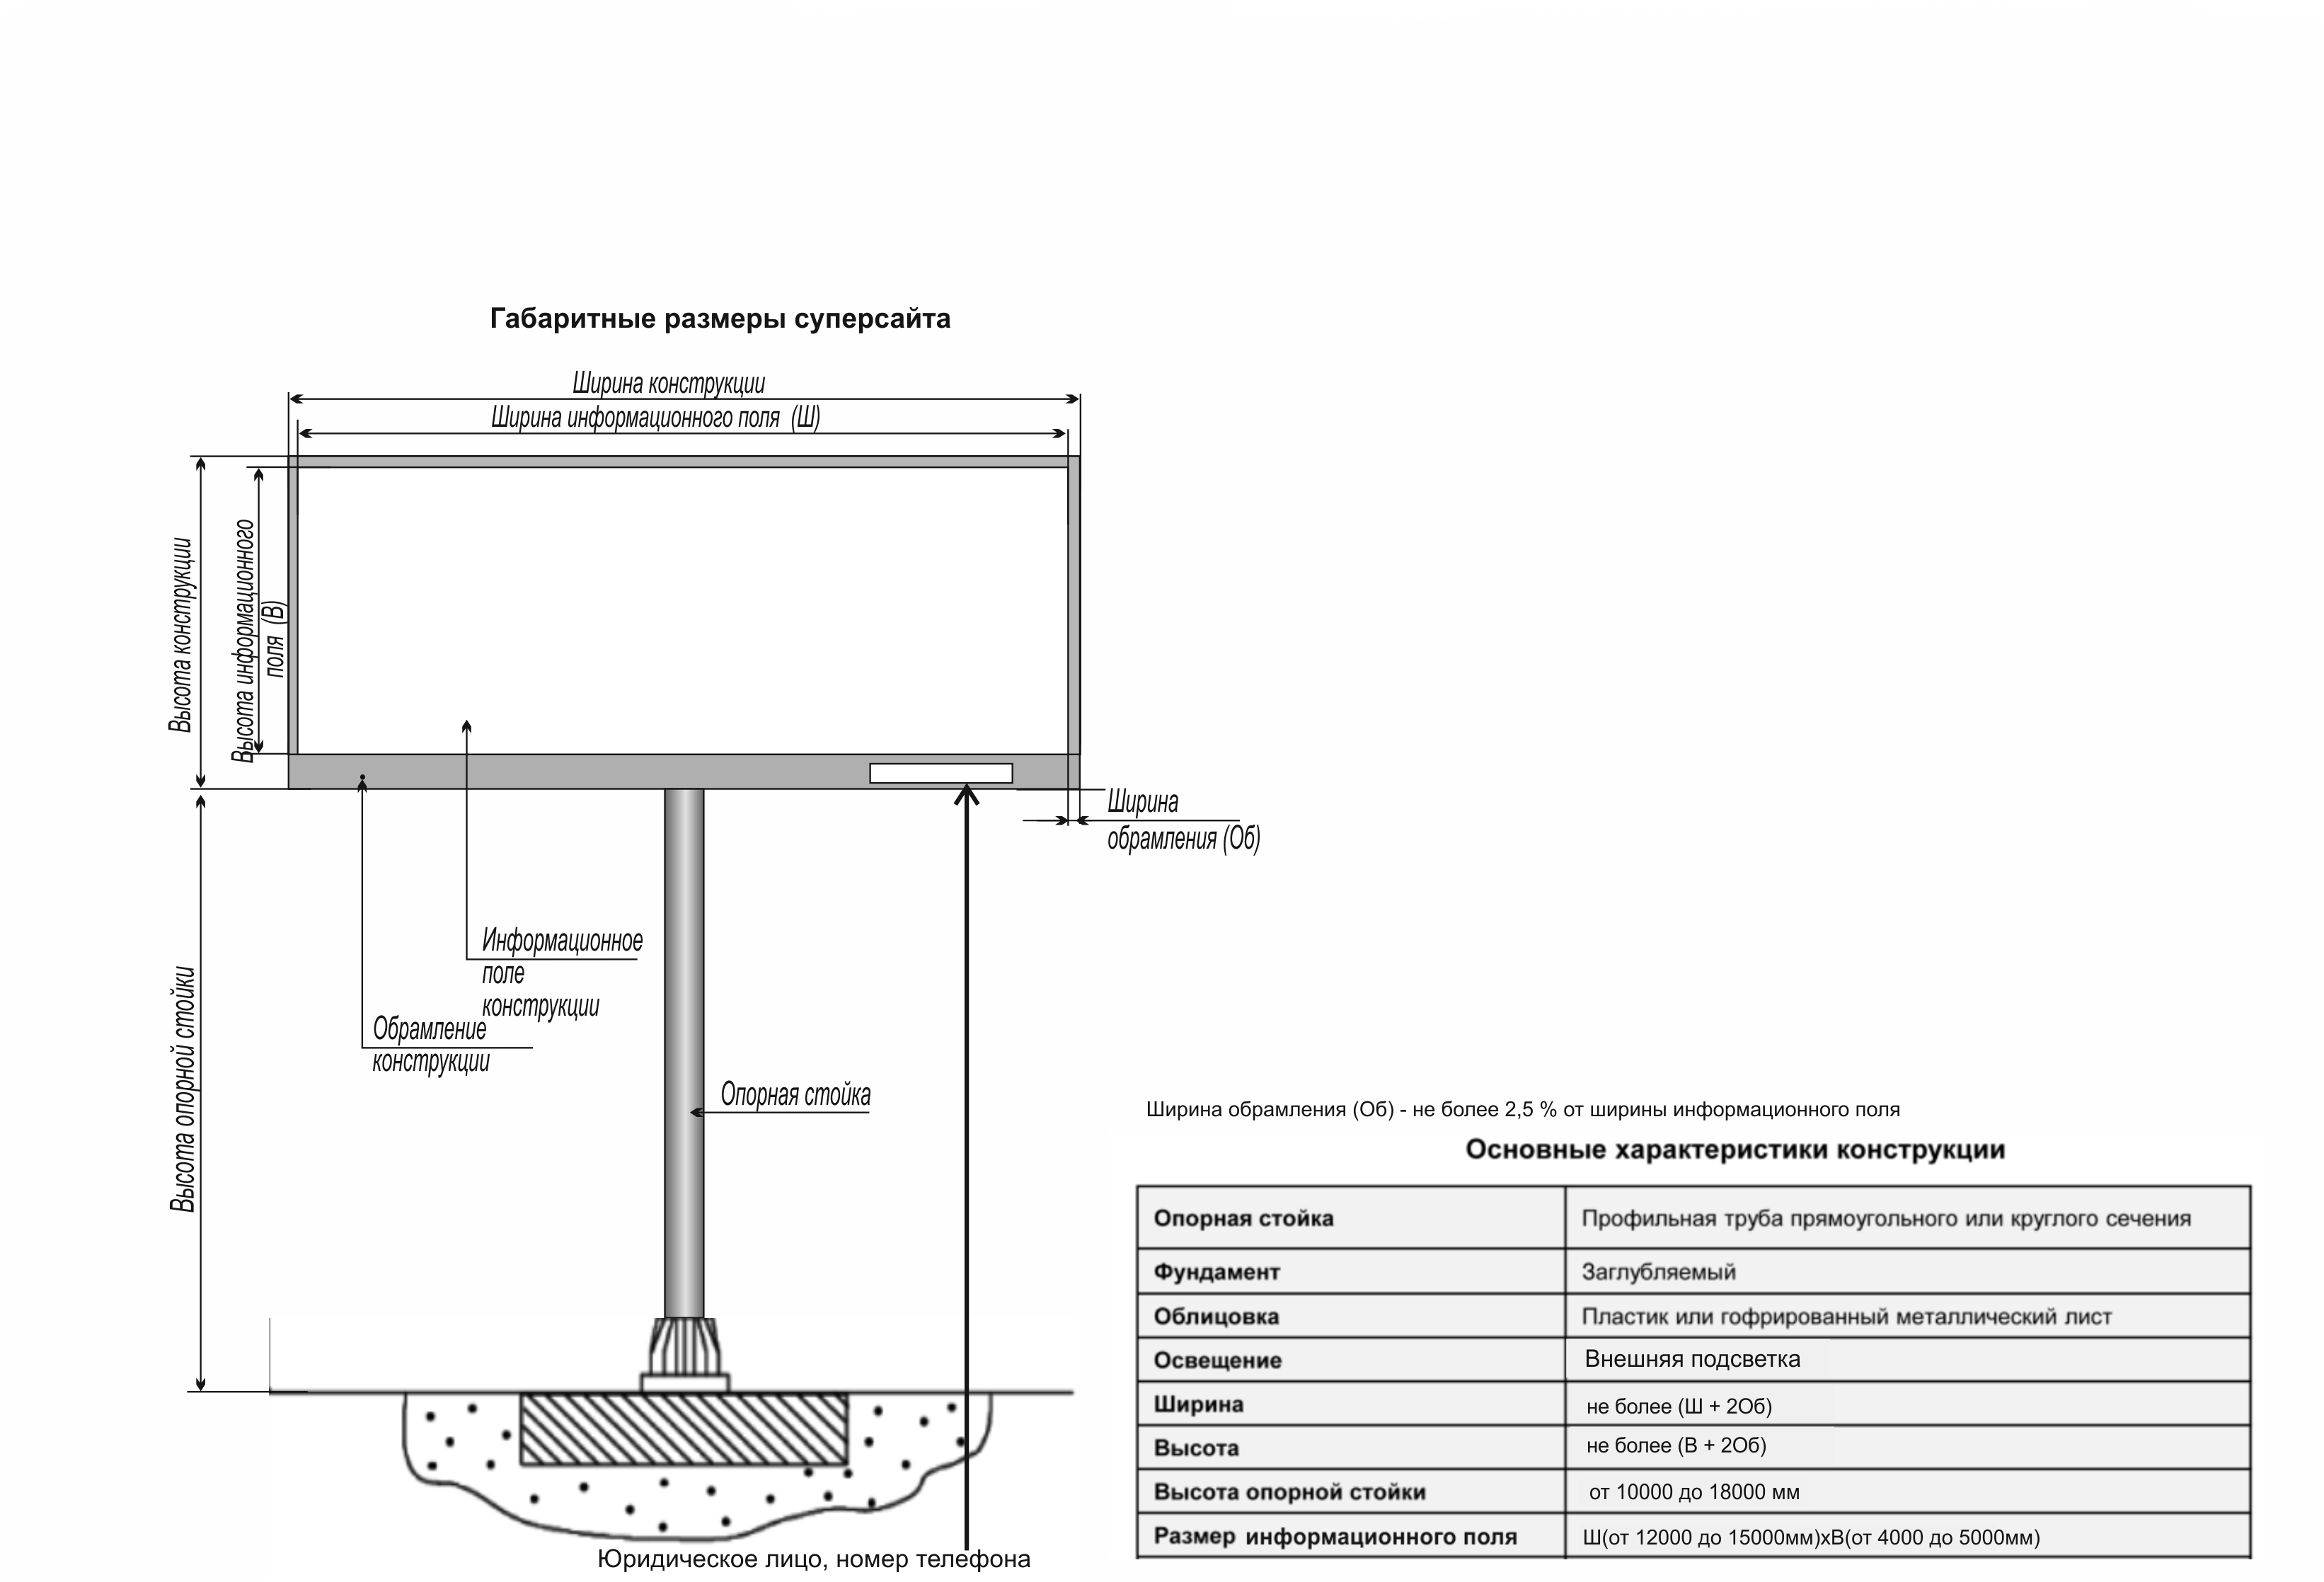 Габаритные размеры суперсайта
Ширина конструкции
Ширина информационного поля (Ш)
Высота конструкции
Высота информационного
поля (В)
Ширина
обрамления (Об)
Информационное
поле
конструкции
Обрамление
конструкции
Высота опорной стойки
Опорная стойка
Юридическое лицо, номер телефона
Ширина обрамления (Об) - не более 2,5 % от ширины информационного поля
Основные характеристики конструкции
Опорная стойка Профильная труба прямоугольного или круглого сечения
Фундамент Заглубляемый
Облицовка Пластик или гофрированный металлический лист
Освещение Внешняя подсветка
Ширина не более (Ш + 2Об)
Высота не более (В + 2Об)
Высота опорной стойки от 10000 до 18000 мм
Размер информационного поля Ш(от 12000 до 15000мм)хВ(от 4000 до 5000мм)